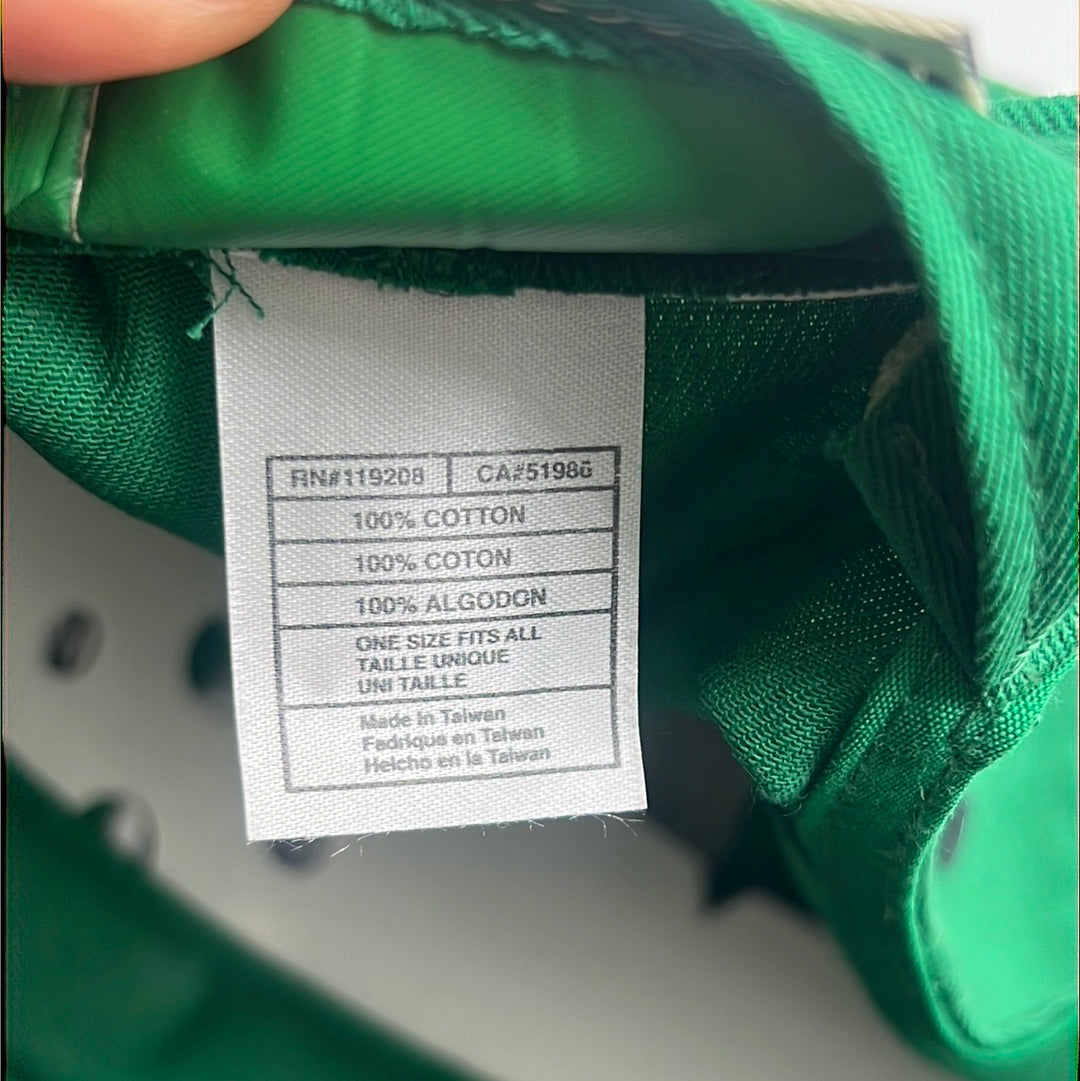 RN#119208 CA#51986
100% COTTON
100% COTON
100% ALGODON
ONE SIZE FITS ALL
TAILLE UNIQUE
UNI TAILLE
Made in Taiwan
Fadrique en Taiwan
Helcho en la Taiwan